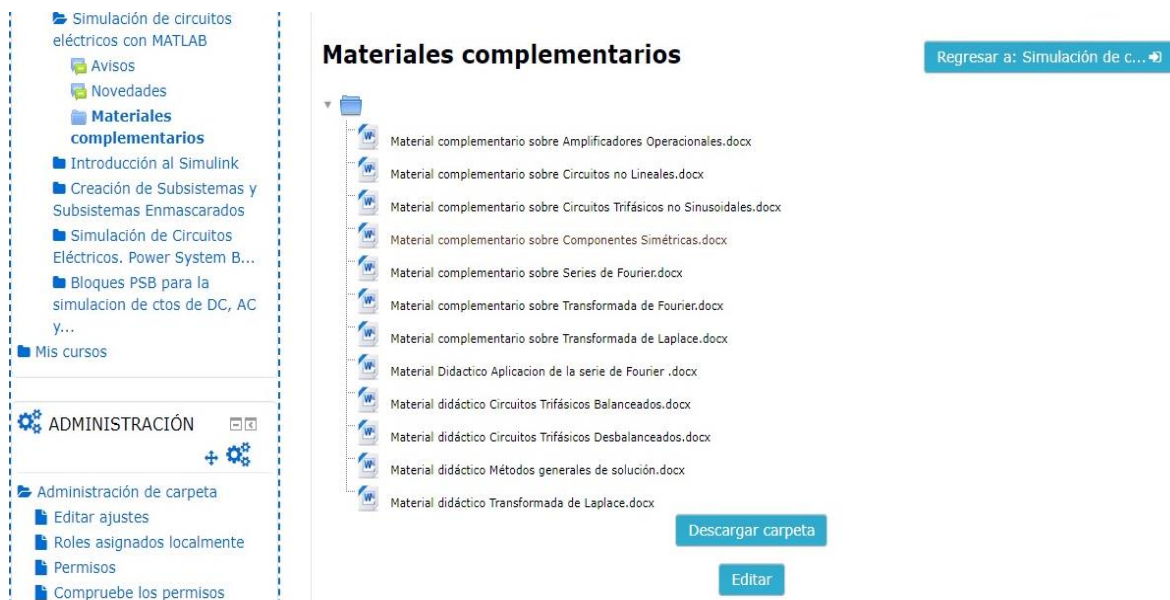 Simulación de circuitos
eléctricos con MATLAB
Avisos
Novedades
Materiales
complementarios
Introducción al Simulink
Creación de Subsistemas y
Subsistemas Enmascarados
Simulación de Circuitos
Eléctricos. Power System B...
Bloques PSB para la
simulacion de ctos de DC, AC
y...
Mis cursos
ADMINISTRACIÓN
Administración de carpeta
Editar ajustes
Roles asignados localmente
Permisos
Compruebe los permisos
Materiales complementarios
Regresar a: Simulación de c...
Material complementario sobre Amplificadores Operacionales.docx
Material complementario sobre Circuitos no Lineales.docx
Material complementario sobre Circuitos Trifásicos no Sinusoidales.docx
Material complementario sobre Componentes Simétricas.docx
Material complementario sobre Series de Fourier.docx
Material complementario sobre Transformada de Fourier.docx
Material complementario sobre Transformada de Laplace.docx
Material Didactico Aplicacion de la serie de Fourier .docx
Material didáctico Circuitos Trifásicos Balanceados.docx
Material didáctico Circuitos Trifásicos Desbalanceados.docx
Material didáctico Métodos generales de solución.docx
Material didáctico Transformada de Laplace.docx
Descargar carpeta
Editar